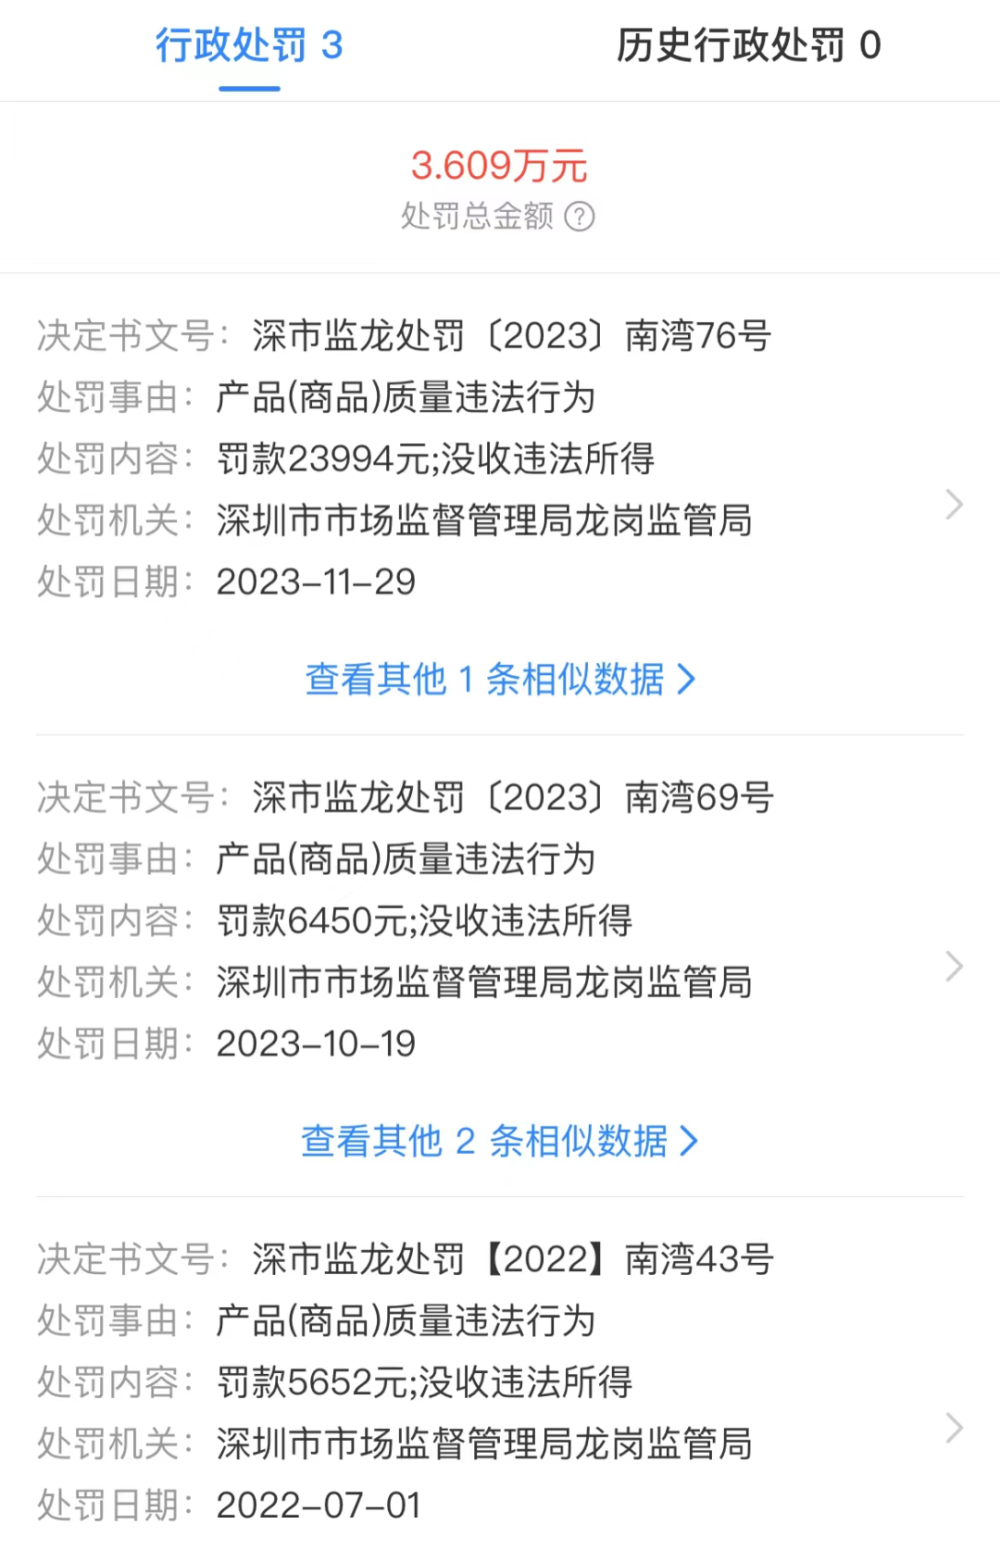 行政处罚 3
历史行政处罚 0
3.609万元
处罚总金额 ?
决定书文号： 深市监龙处罚〔2023〕南湾76号
处罚事由： 产品(商品)质量违法行为
处罚内容： 罚款23994元;没收违法所得
处罚机关： 深圳市市场监督管理局龙岗监管局
处罚日期： 2023-11-29
查看其他 1 条相似数据
决定书文号： 深市监龙处罚〔2023〕南湾69号
处罚事由： 产品(商品)质量违法行为
处罚内容： 罚款6450元;没收违法所得
处罚机关： 深圳市市场监督管理局龙岗监管局
处罚日期： 2023-10-19
查看其他 2 条相似数据
决定书文号： 深市监龙处罚【2022】南湾43号
处罚事由： 产品(商品)质量违法行为
处罚内容： 罚款5652元;没收违法所得
处罚机关： 深圳市市场监督管理局龙岗监管局
处罚日期： 2022-07-01